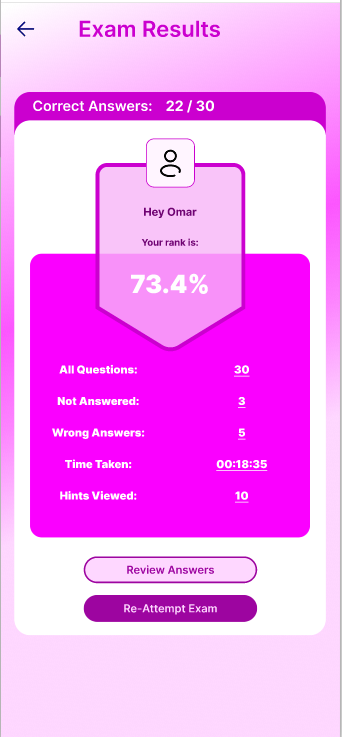 Exam Results
Correct Answers: 22 / 30
Hey Omar
Your rank is:
73.4%
All Questions: 30
Not Answered: 3
Wrong Answers: 5
Time Taken: 00:18:35
Hints Viewed: 10
Review Answers
Re-Attempt Exam